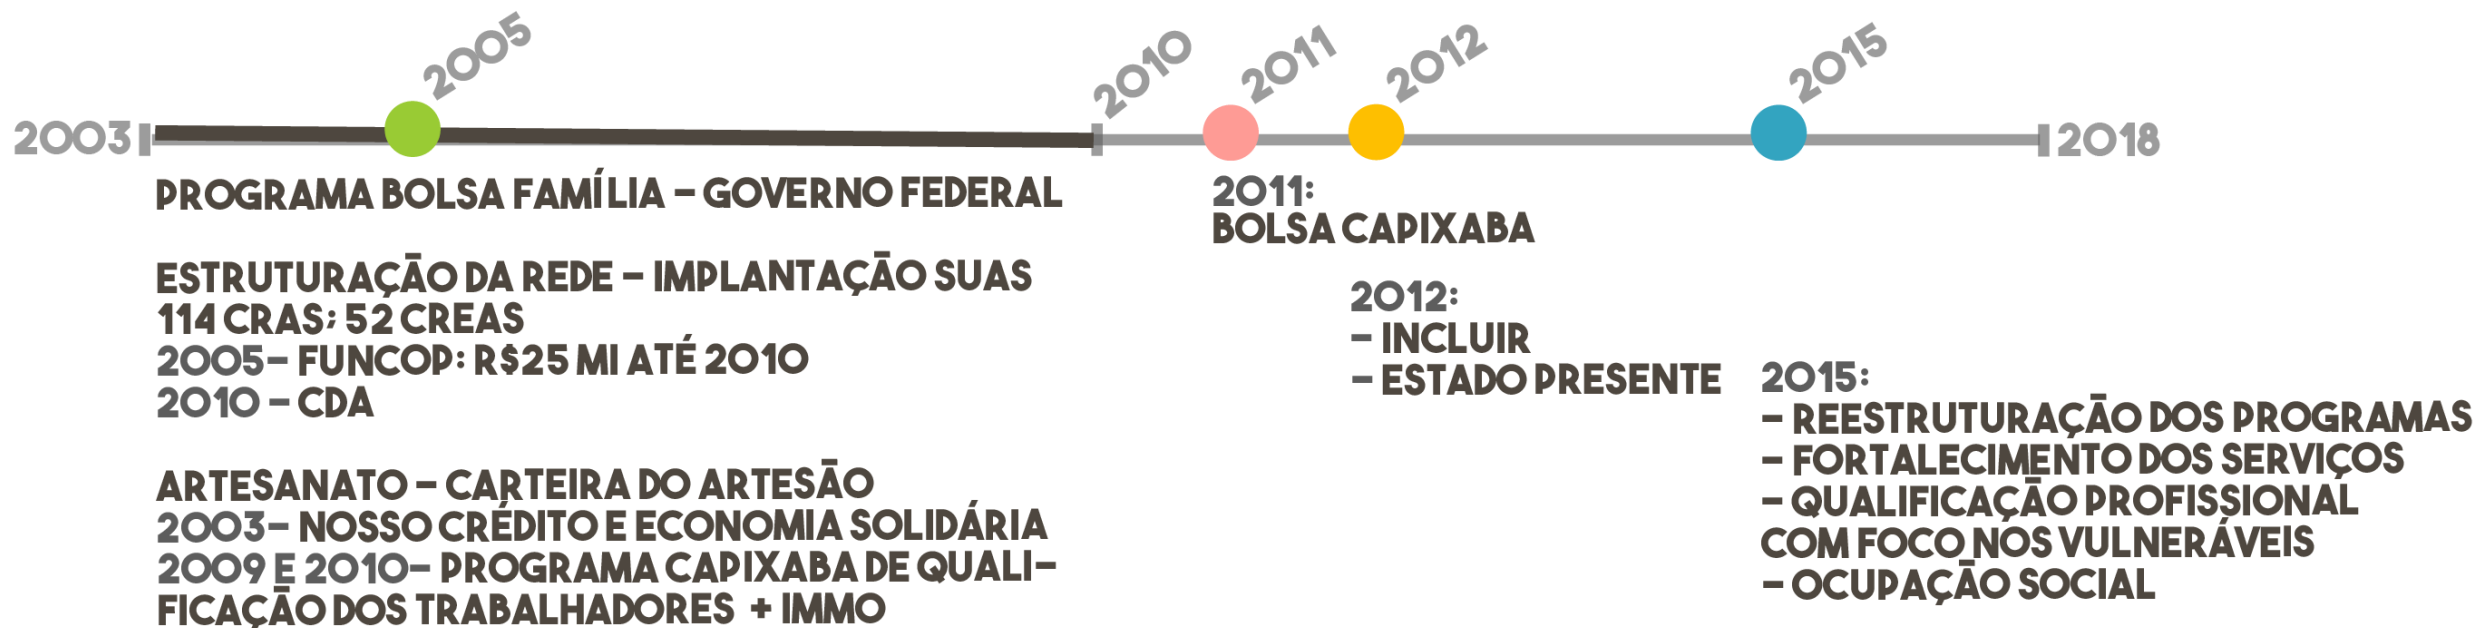 2003
2005
2010
2011
2012
2015
2018
PROGRAMA BOLSA FAMÍLIA – GOVERNO FEDERAL
ESTRUTURAÇÃO DA REDE – IMPLANTAÇÃO SUAS
114 CRAS; 52 CREAS
2005– FUNCOP: R$25 MI ATÉ 2010
2010 – CDA
ARTESANATO – CARTEIRA DO ARTESÃO
2003– NOSSO CRÉDITO E ECONOMIA SOLIDÁRIA
2009 E 2010– PROGRAMA CAPIXABA DE QUALI–
FICAÇÃO DOS TRABALHADORES + IMMO
2011:
BOLSA CAPIXABA
2012:
– INCLUIR
– ESTADO PRESENTE
2015:
– REESTRUTURAÇÃO DOS PROGRAMAS
– FORTALECIMENTO DOS SERVIÇOS
– QUALIFICAÇÃO PROFISSIONAL
COM FOCO NOS VULNERÁVEIS
– OCUPAÇÃO SOCIAL